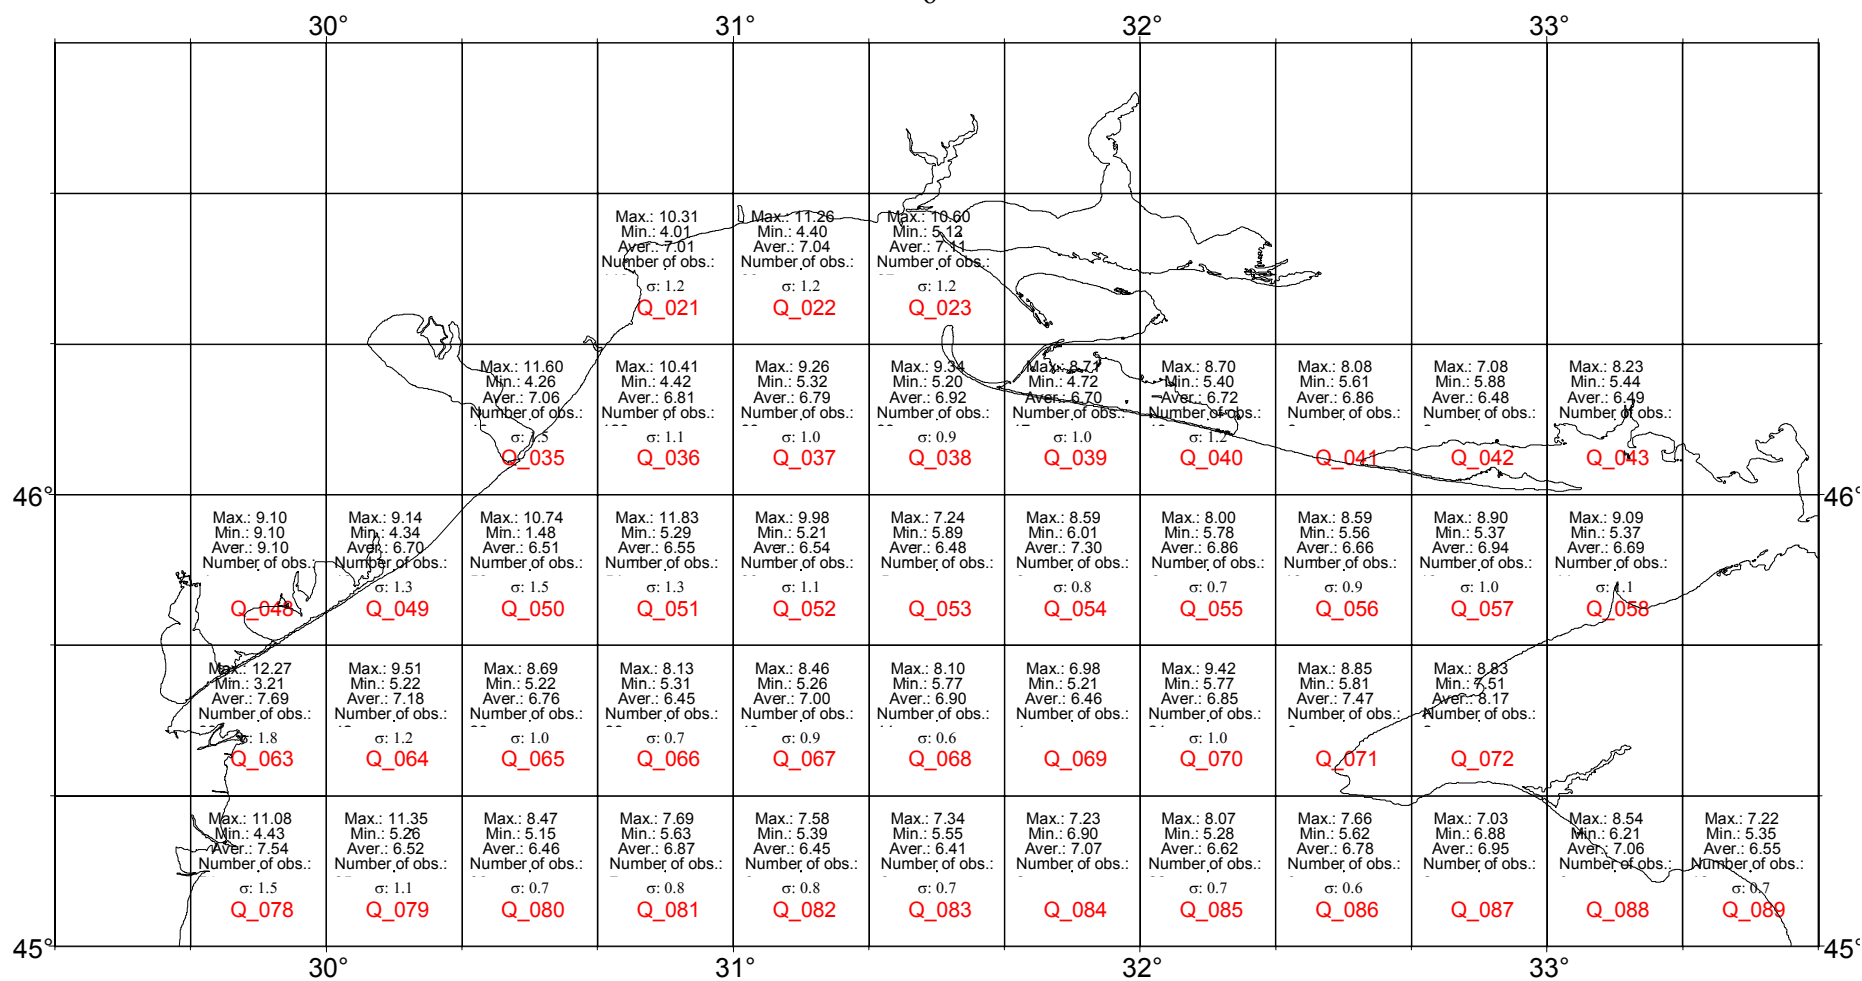 30° 31° 32° 33°
Max.: 10.31 Max.: 11.26 Max.: 10.60
Min.: 4.01 Min.: 4.40 Min.: 5.12
Aver.: 7.01 Aver.: 7.04 Aver.: 7.11
Number of obs.: Number of obs.: Number of obs.:
σ: 1.2 σ: 1.2 σ: 1.2
Q_021 Q_022 Q_023
Max.: 11.60 Max.: 10.41 Max.: 9.26 Max.: 9.34 Max.: 8.71 Max.: 8.70 Max.: 8.08 Max.: 7.08 Max.: 8.23
Min.: 4.26 Min.: 4.42 Min.: 5.32 Min.: 5.20 Min.: 4.72 Min.: 5.40 Min.: 5.61 Min.: 5.88 Min.: 5.44
Aver.: 7.06 Aver.: 6.81 Aver.: 6.79 Aver.: 6.92 Aver.: 6.70 Aver.: 6.72 Aver.: 6.86 Aver.: 6.48 Aver.: 6.49
Number of obs.: Number of obs.: Number of obs.: Number of obs.: Number of obs.: Number of obs.: Number of obs.: Number of obs.: Number of obs.:
σ: 1.5 σ: 1.1 σ: 1.0 σ: 0.9 σ: 1.0 σ: 1.2
Q_035 Q_036 Q_037 Q_038 Q_039 Q_040 Q_041 Q_042 Q_043
46° 46°
Max.: 9.10 Max.: 9.14 Max.: 10.74 Max.: 11.83 Max.: 9.98 Max.: 7.24 Max.: 8.59 Max.: 8.00 Max.: 8.59 Max.: 8.90 Max.: 9.09
Min.: 9.10 Min.: 4.34 Min.: 1.48 Min.: 5.29 Min.: 5.21 Min.: 5.89 Min.: 6.01 Min.: 5.78 Min.: 5.56 Min.: 5.37 Min.: 5.37
Aver.: 9.10 Aver.: 6.70 Aver.: 6.51 Aver.: 6.55 Aver.: 6.54 Aver.: 6.48 Aver.: 7.30 Aver.: 6.86 Aver.: 6.66 Aver.: 6.94 Aver.: 6.69
Number of obs.: Number of obs.: Number of obs.: Number of obs.: Number of obs.: Number of obs.: Number of obs.: Number of obs.: Number of obs.: Number of obs.: Number of obs.:
σ: 1.3 σ: 1.5 σ: 1.3 σ: 1.1 σ: 0.8 σ: 0.7 σ: 0.9 σ: 1.0 σ: 1.1
Q_048 Q_049 Q_050 Q_051 Q_052 Q_053 Q_054 Q_055 Q_056 Q_057 Q_058
Max.: 12.27 Max.: 9.51 Max.: 8.69 Max.: 8.13 Max.: 8.46 Max.: 8.10 Max.: 6.98 Max.: 9.42 Max.: 8.85 Max.: 8.83
Min.: 3.21 Min.: 5.22 Min.: 5.22 Min.: 5.31 Min.: 5.26 Min.: 5.77 Min.: 5.21 Min.: 5.77 Min.: 5.81 Min.: 7.51
Aver.: 7.69 Aver.: 7.18 Aver.: 6.76 Aver.: 6.45 Aver.: 7.00 Aver.: 6.90 Aver.: 6.46 Aver.: 6.85 Aver.: 7.47 Aver.: 8.17
Number of obs.: Number of obs.: Number of obs.: Number of obs.: Number of obs.: Number of obs.: Number of obs.: Number of obs.: Number of obs.: Number of obs.:
σ: 1.8 σ: 1.2 σ: 1.0 σ: 0.7 σ: 0.9 σ: 0.6 σ: 1.0
Q_063 Q_064 Q_065 Q_066 Q_067 Q_068 Q_069 Q_070 Q_071 Q_072
Max.: 11.08 Max.: 11.35 Max.: 8.47 Max.: 7.69 Max.: 7.58 Max.: 7.34 Max.: 7.23 Max.: 8.07 Max.: 7.66 Max.: 7.03 Max.: 8.54 Max.: 7.22
Min.: 4.43 Min.: 5.26 Min.: 5.15 Min.: 5.63 Min.: 5.39 Min.: 5.55 Min.: 6.90 Min.: 5.28 Min.: 5.62 Min.: 6.88 Min.: 6.21 Min.: 5.35
Aver.: 7.54 Aver.: 6.52 Aver.: 6.46 Aver.: 6.87 Aver.: 6.45 Aver.: 6.41 Aver.: 7.07 Aver.: 6.62 Aver.: 6.78 Aver.: 6.95 Aver.: 7.06 Aver.: 6.55
Number of obs.: Number of obs.: Number of obs.: Number of obs.: Number of obs.: Number of obs.: Number of obs.: Number of obs.: Number of obs.: Number of obs.: Number of obs.: Number of obs.:
σ: 1.5 σ: 1.1 σ: 0.7 σ: 0.8 σ: 0.8 σ: 0.7 σ: 0.7 σ: 0.6 σ: 0.7
Q_078 Q_079 Q_080 Q_081 Q_082 Q_083 Q_084 Q_085 Q_086 Q_087 Q_088 Q_089
45° 45°
30° 31° 32° 33°